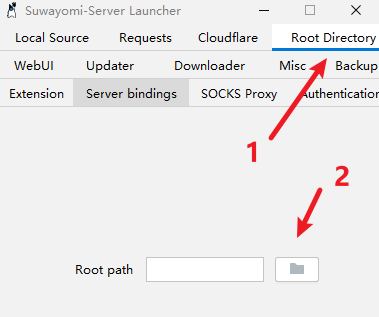 Suwayomi-Server Launcher
Local Source Requests Cloudflare Root Directory
WebUI Updater Downloader Misc Backup
Extension Server bindings SOCKS Proxy Authentication
1
2
Root path